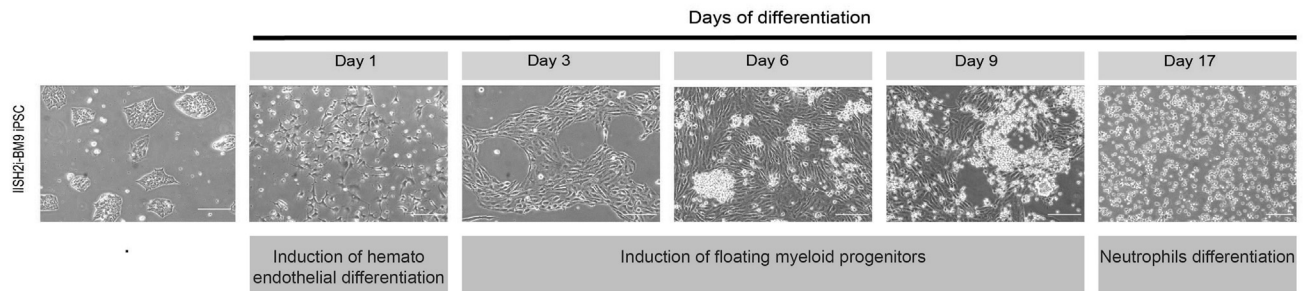 Days of differentiation
Day 1
Day 3
Day 6
Day 9
Day 17
IISH2i-BM9 iPSC
Induction of hemato
endothelial differentiation
Induction of floating myeloid progenitors
Neutrophils differentiation